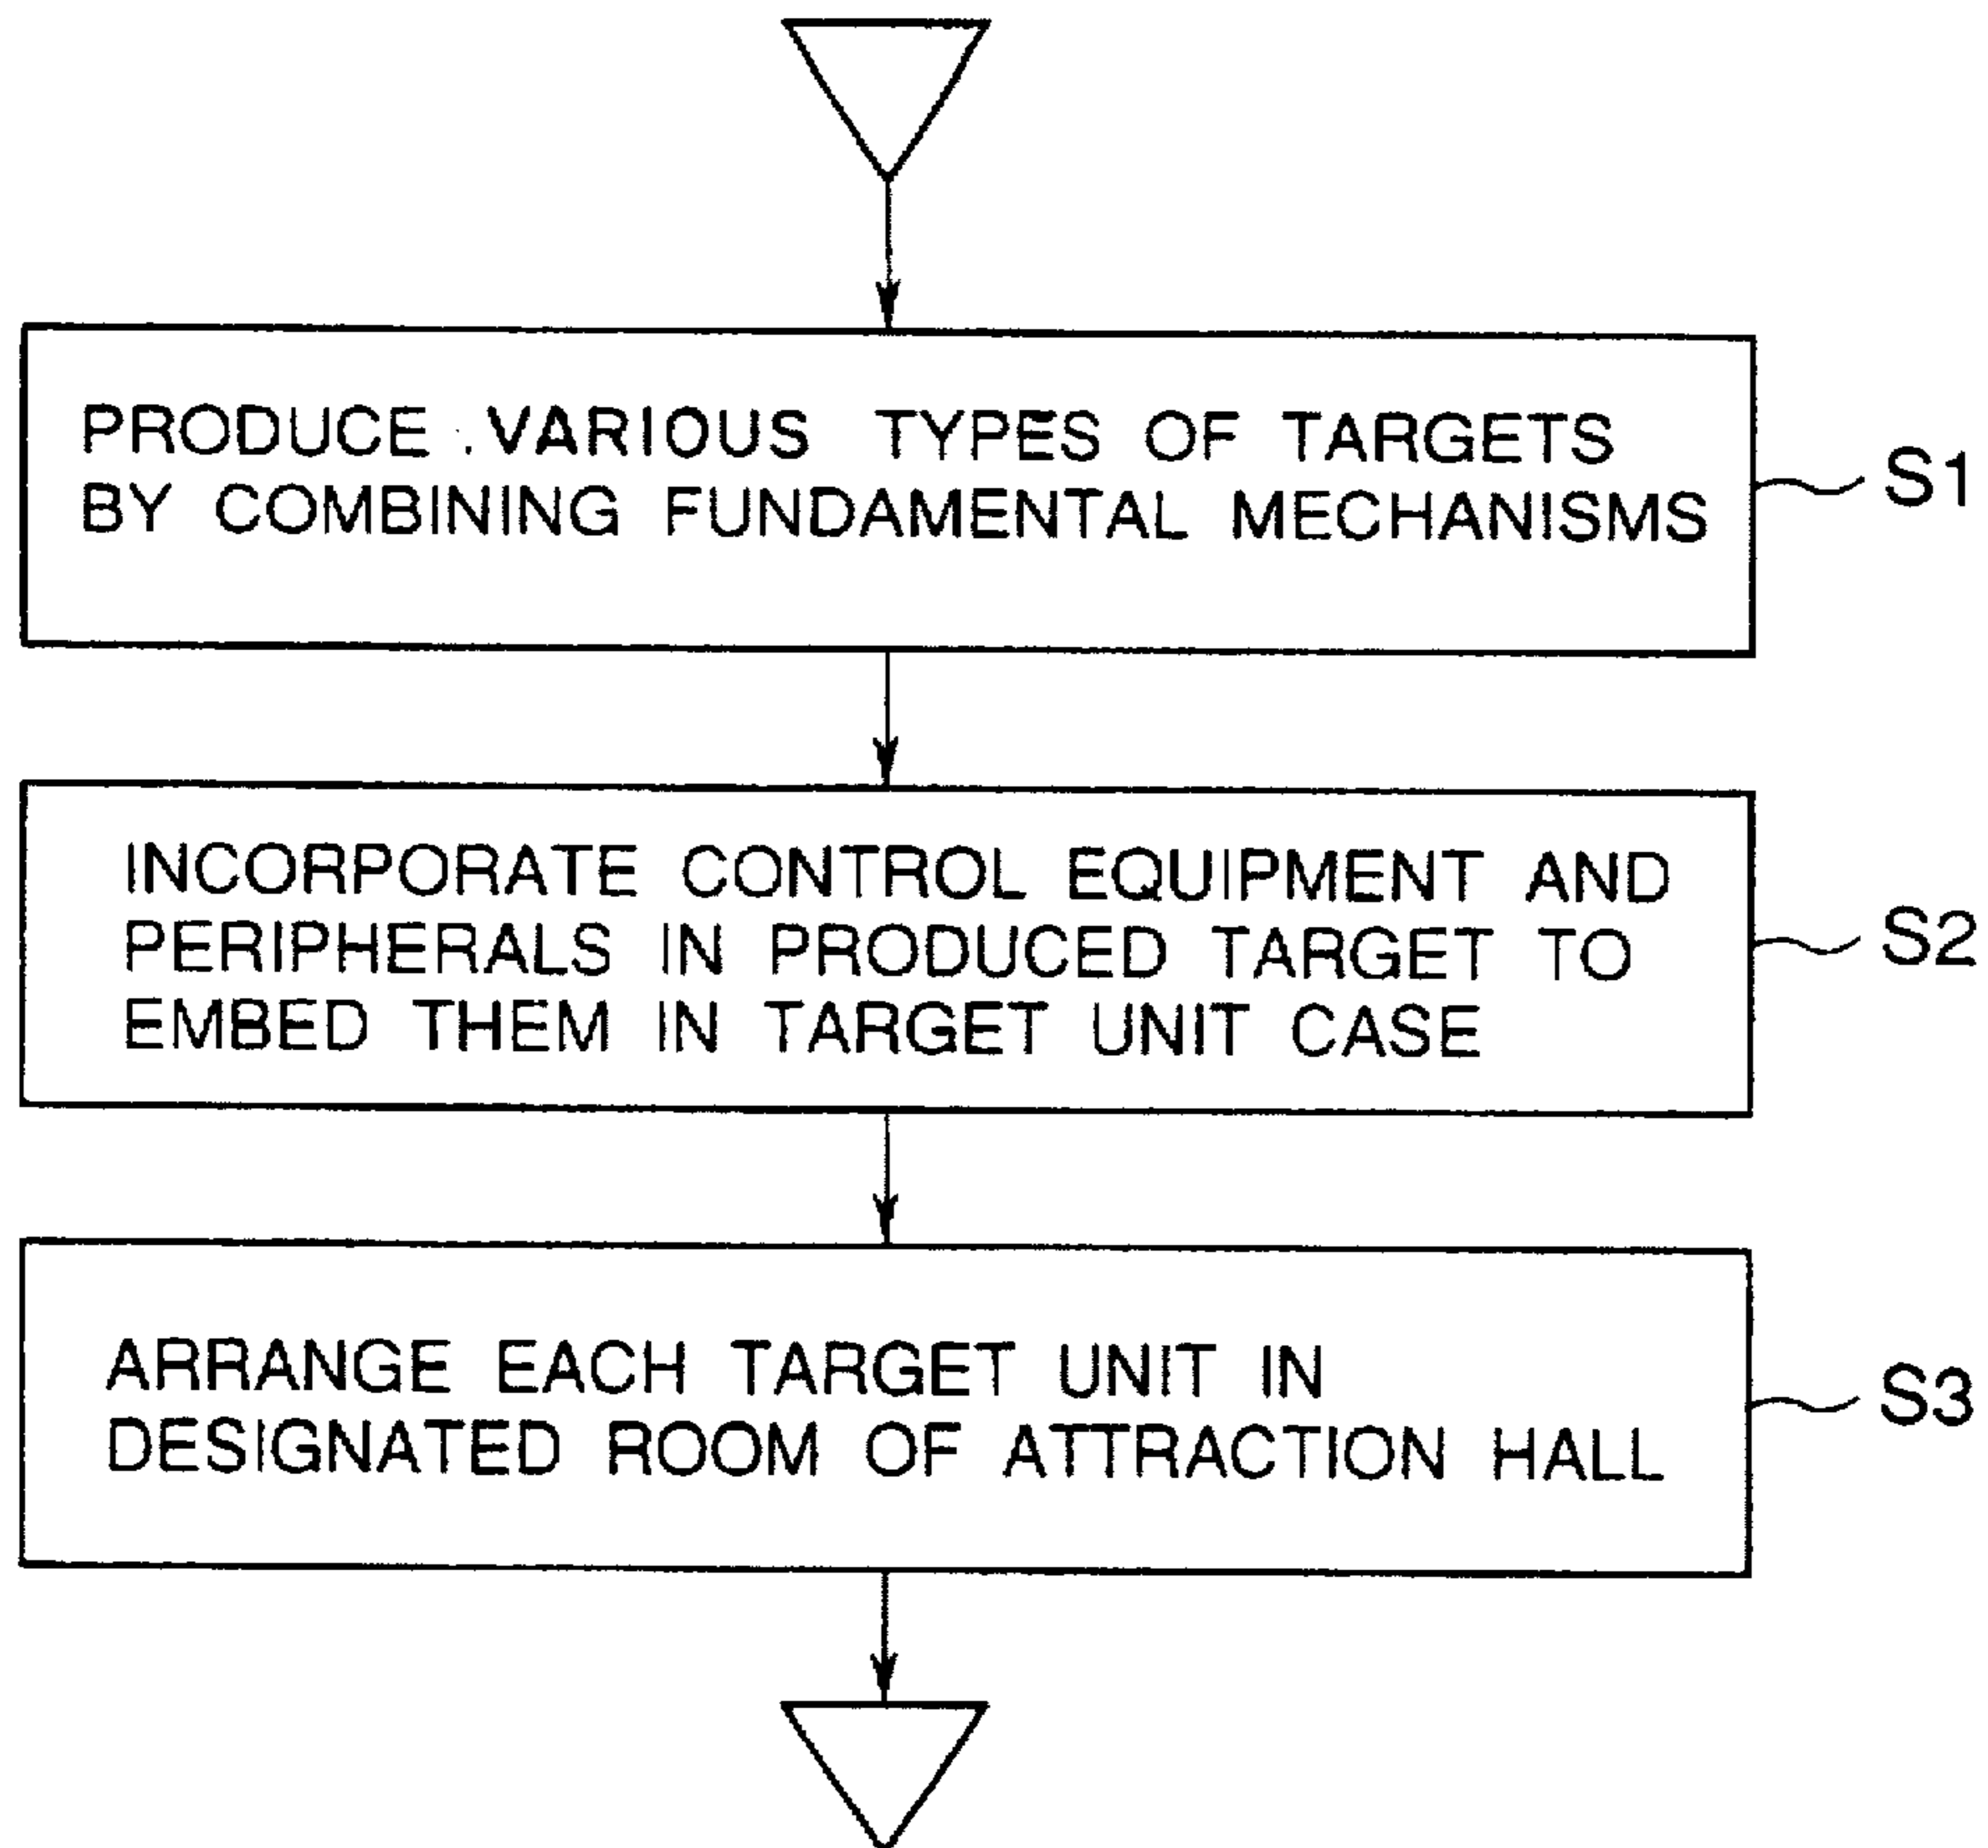 PRODUCE VARIOUS TYPES OF TARGETS
BY COMBINING FUNDAMENTAL MECHANISMS
S1
INCORPORATE CONTROL EQUIPMENT AND
PERIPHERALS IN PRODUCED TARGET TO
EMBED THEM IN TARGET UNIT CASE
S2
ARRANGE EACH TARGET UNIT IN
DESIGNATED ROOM OF ATTRACTION HALL
S3